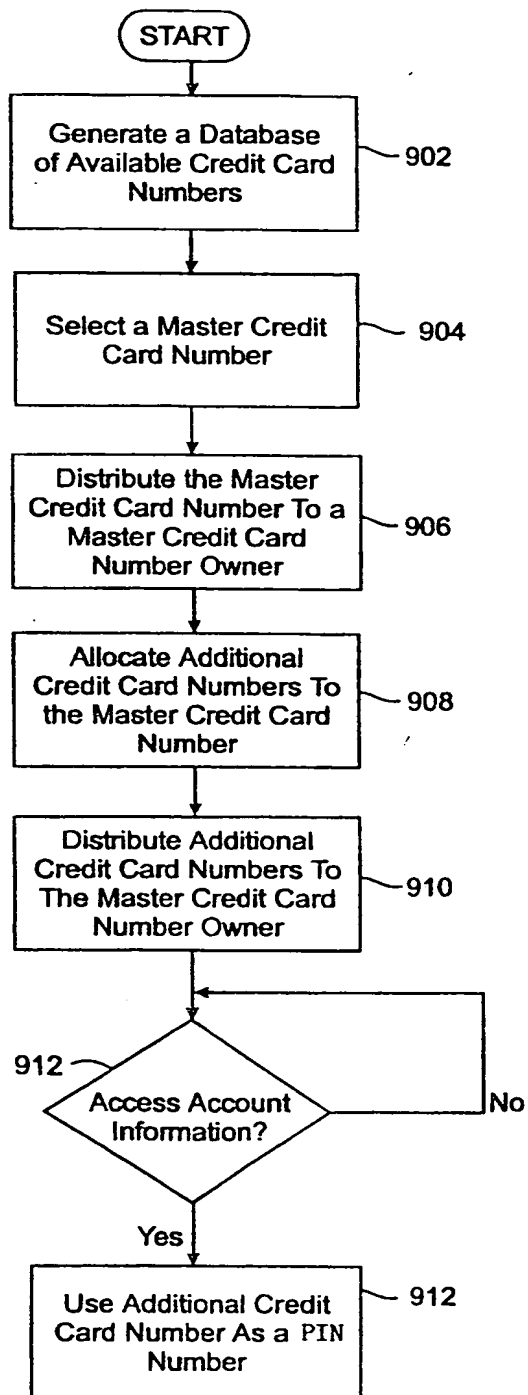 START
Generate a Database
of Available Credit Card
Numbers
902
Select a Master Credit
Card Number
904
Distribute the Master
Credit Card Number To a
Master Credit Card
Number Owner
906
Allocate Additional
Credit Card Numbers To
the Master Credit Card
Number
908
Distribute Additional
Credit Card Numbers To
The Master Credit Card
Number Owner
910
912
Access Account
Information?
No
Yes
Use Additional Credit
Card Number As a PIN
Number
912